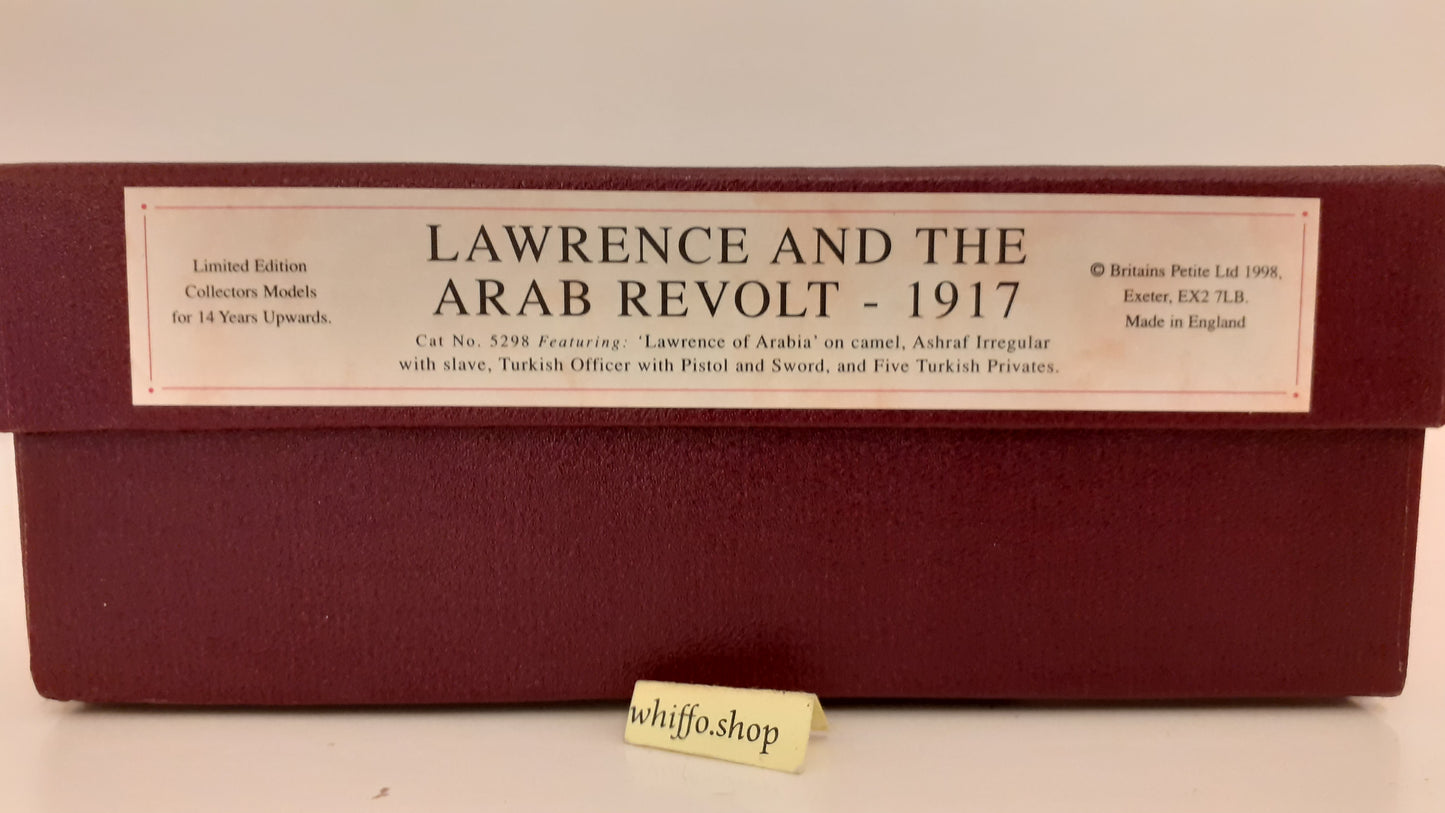 Limited Edition
Collectors Models
for 14 Years Upwards.
LAWRENCE AND THE
ARAB REVOLT - 1917
Cat No. 5298 Featuring: 'Lawrence of Arabia' on camel, Ashraf Irregular
with slave, Turkish Officer with Pistol and Sword, and Five Turkish Privates.
© Britains Petite Ltd 1998,
Exeter, EX2 7LB.
Made in England
whiffo.shop